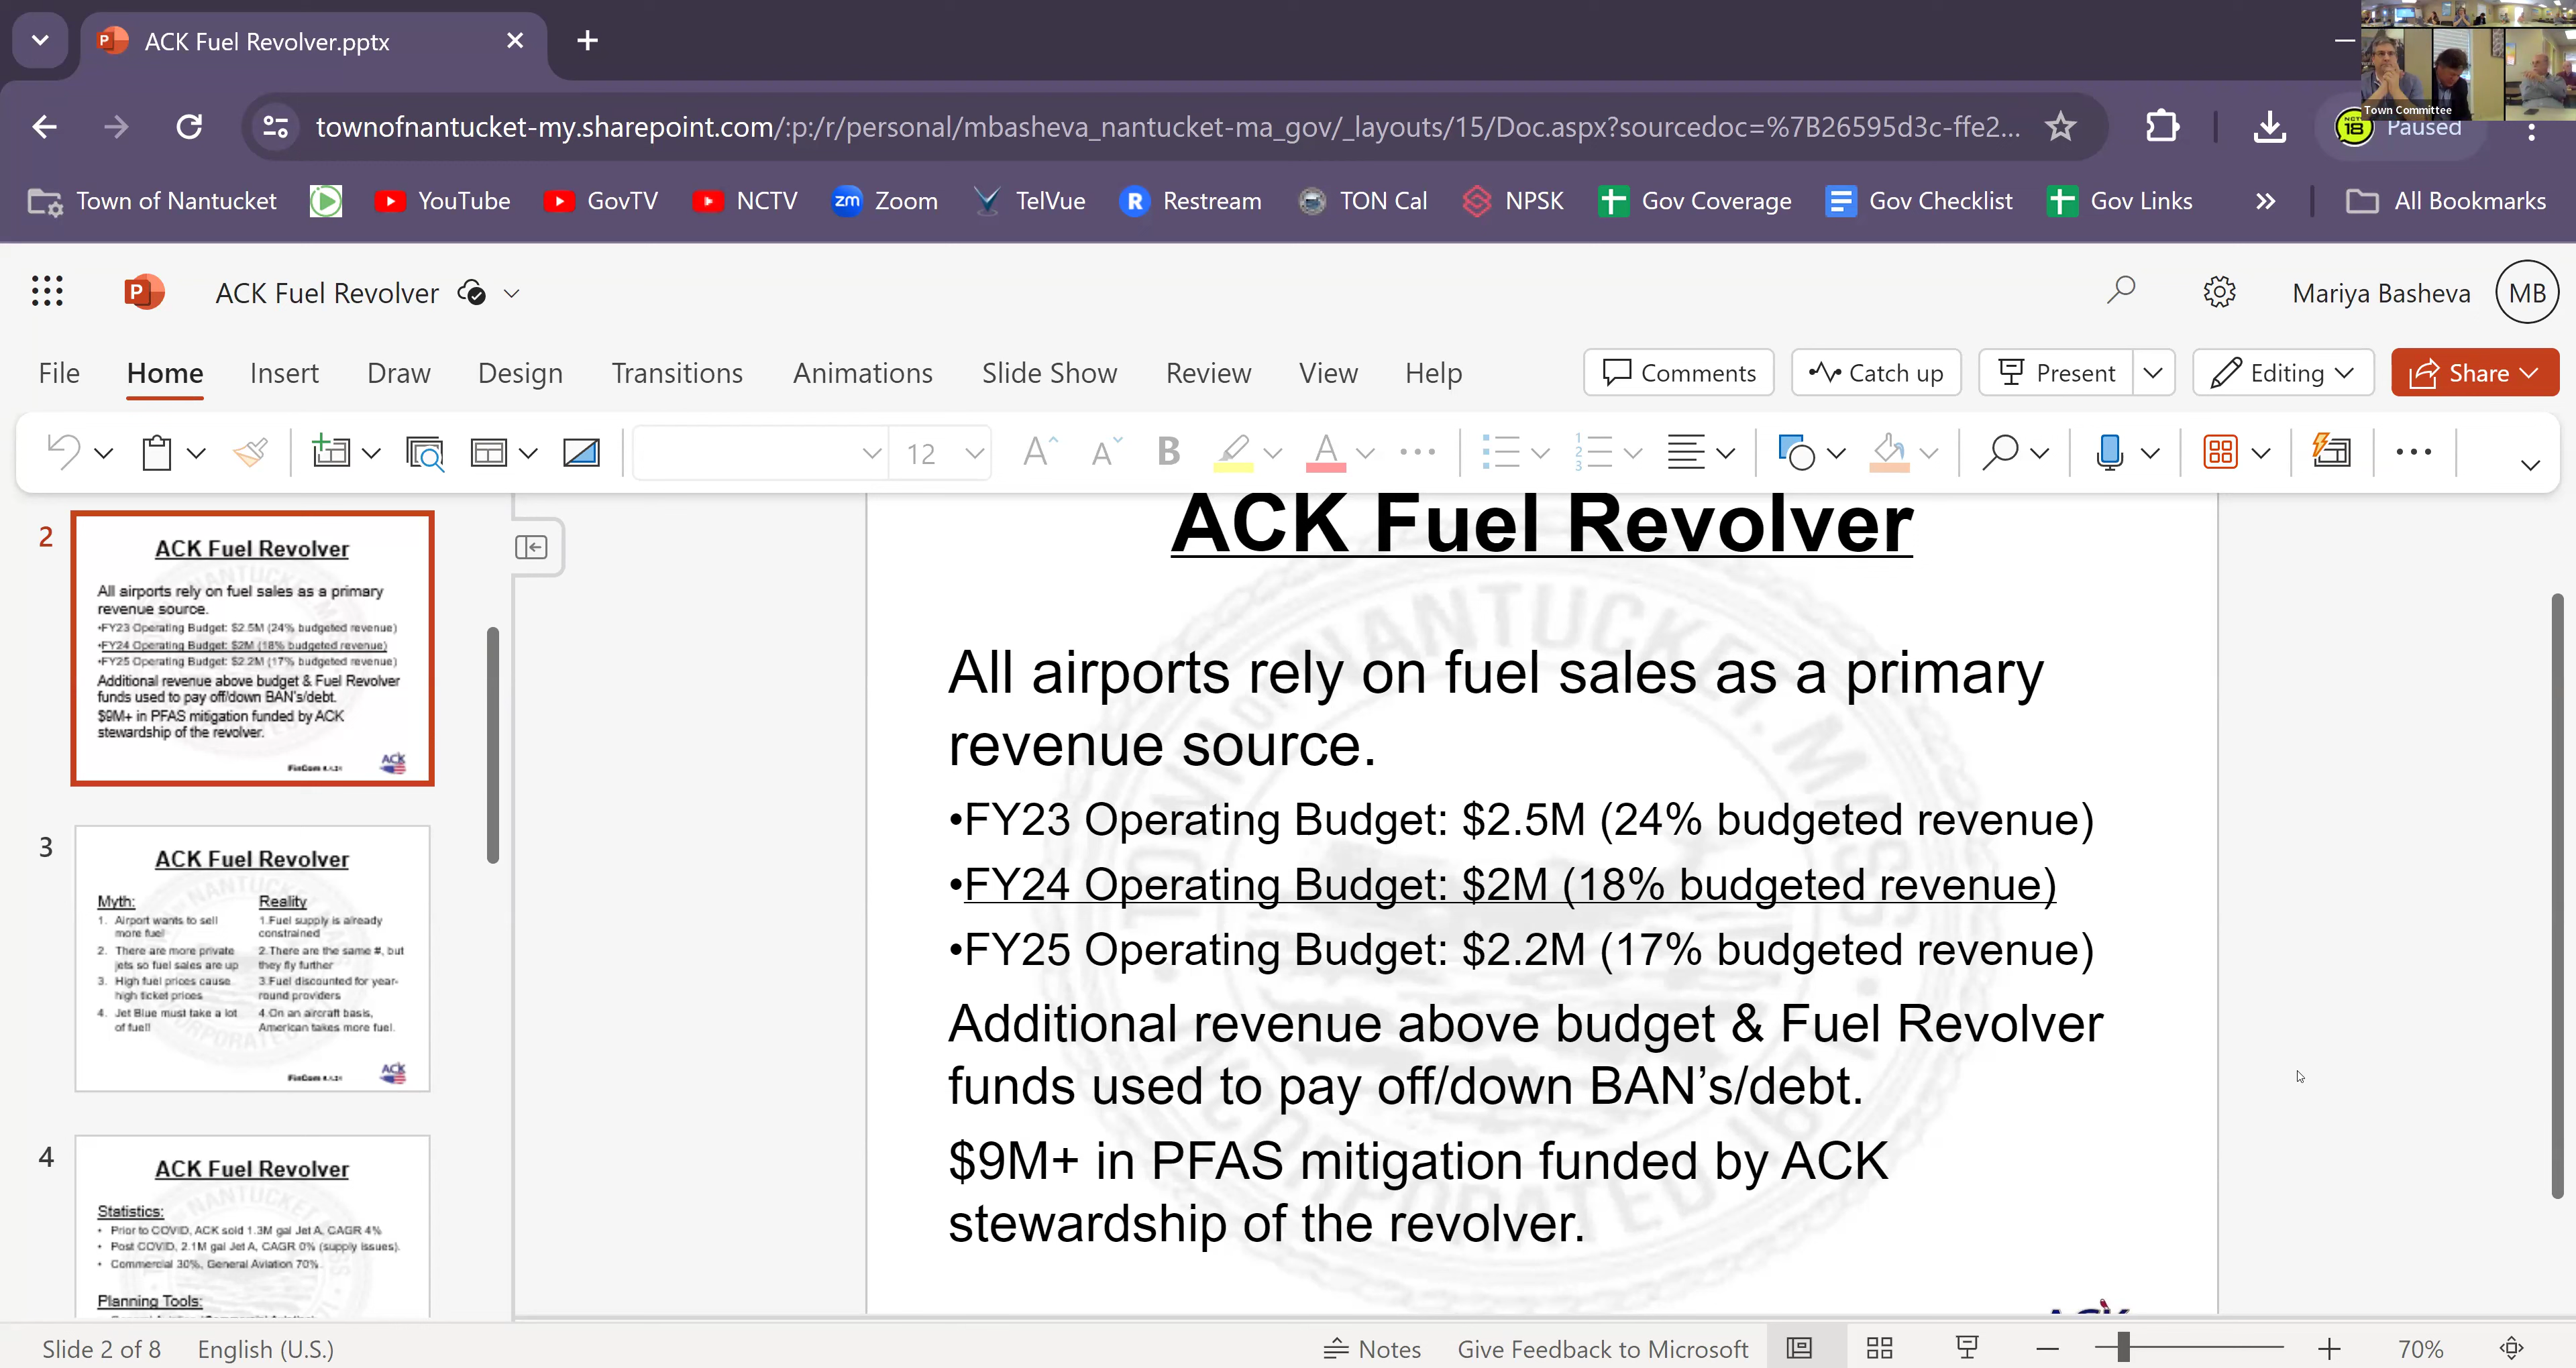 ACK Fuel Revolver.pptx
Town Committee
townofnantucket-my.sharepoint.com/:p:/r/personal/mbasheva_nantucket-ma_gov/_layouts/15/Doc.aspx?sourcedoc=%7B26595d3c-ffe2...
Paused
Town of Nantucket YouTube GovTV NCTV Zoom TelVue Restream TON Cal NPSK Gov Coverage Gov Checklist Gov Links All Bookmarks
ACK Fuel Revolver
Mariya Basheva MB
File Home Insert Draw Design Transitions Animations Slide Show Review View Help Comments Catch up Present Editing Share
12
2
ACK Fuel Revolver
All airports rely on fuel sales as a primary
revenue source.
•FY23 Operating Budget: $2.5M (24% budgeted revenue)
•FY24 Operating Budget: $2M (18% budgeted revenue)
•FY25 Operating Budget: $2.2M (17% budgeted revenue)
Additional revenue above budget & Fuel Revolver
funds used to pay off/down BAN's/debt.
$9M+ in PFAS mitigation funded by ACK
stewardship of the revolver.
ACK
3
ACK Fuel Revolver
Myth: Reality
1. Airport wants to sell
more fuel
1.Fuel supply is already
constrained
2. There are more private
jets so fuel sales are up
2.There are the same #, but
they fly further
3. High fuel prices cause
high ticket prices
3.Fuel discounted for year-
round providers
4. Jet Blue must take a lot
of fuel!
4.On an aircraft basis,
American takes more fuel.
ACK
4
ACK Fuel Revolver
Statistics:
• Prior to COVID, ACK sold 1.3M gal Jet A, CAGR 4%
• Post COVID, 2.1M gal Jet A, CAGR 0% (supply issues).
• Commercial 30%, General Aviation 70%
Planning Tools:
ACK Fuel Revolver
All airports rely on fuel sales as a primary
revenue source.
•FY23 Operating Budget: $2.5M (24% budgeted revenue)
•FY24 Operating Budget: $2M (18% budgeted revenue)
•FY25 Operating Budget: $2.2M (17% budgeted revenue)
Additional revenue above budget & Fuel Revolver
funds used to pay off/down BAN's/debt.
$9M+ in PFAS mitigation funded by ACK
stewardship of the revolver.
TOWN OF NANTUCKET, MASS
INCORPORATED
Slide 2 of 8 English (U.S.) Notes Give Feedback to Microsoft 70%